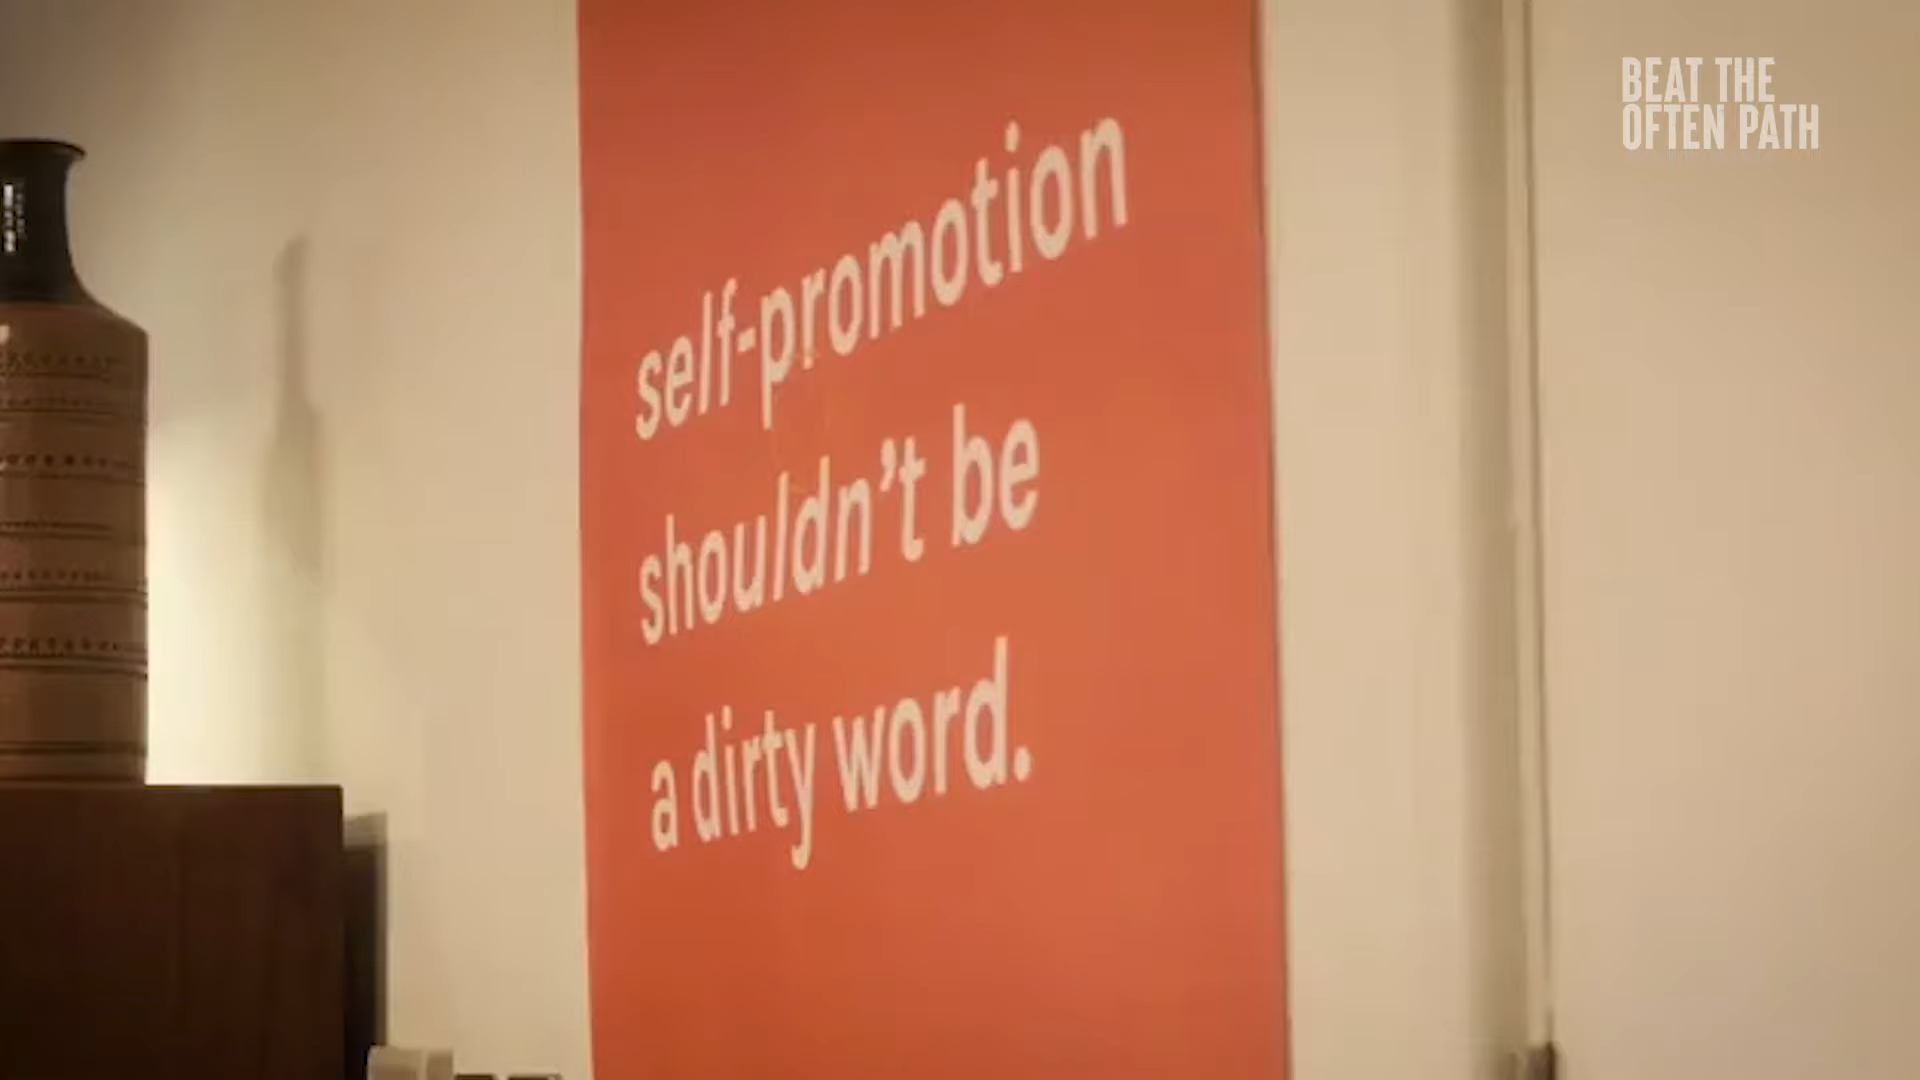 BEAT THE
OFTEN PATH
self-promotion
shouldn't be
a dirty word.